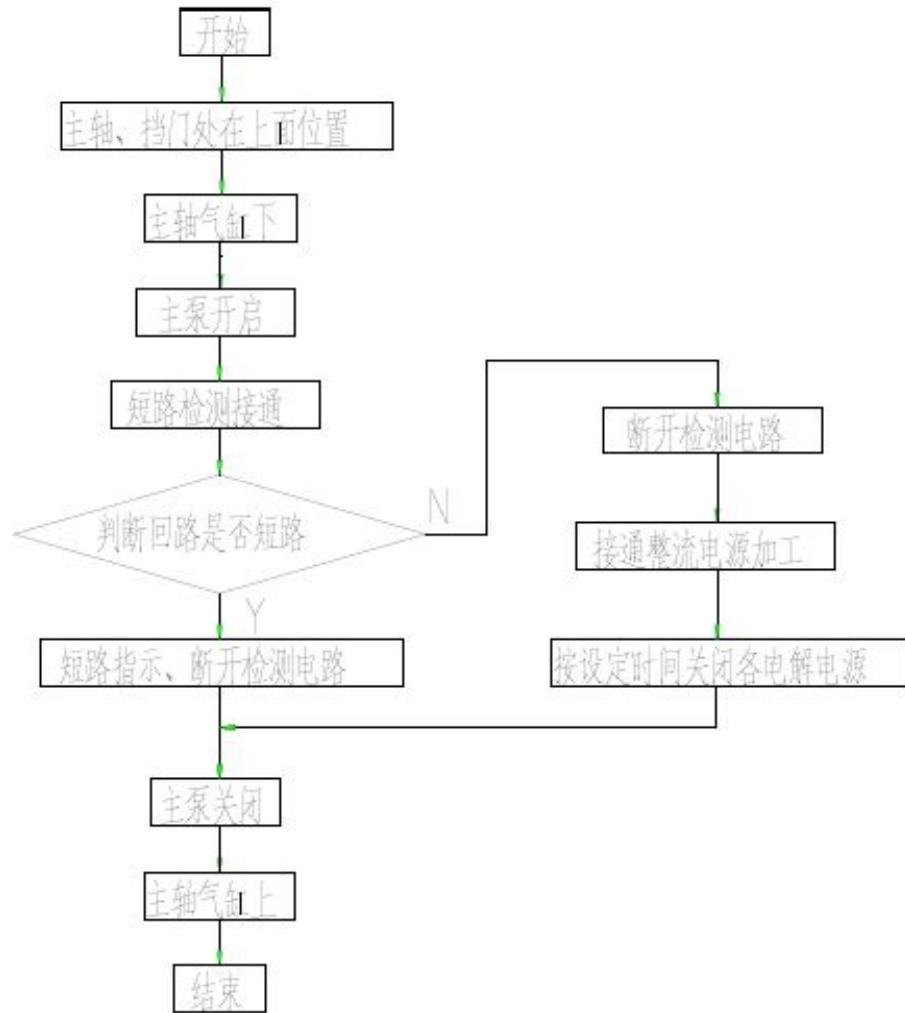 开始
主轴、挡门处在上面位置
主轴气缸下
主泵开启
短路检测接通
判断回路是否短路
N
Y
断开检测电路
接通整流电源加工
按设定时间关闭各电解电源
短路指示、断开检测电路
主泵关闭
主轴气缸上
结束